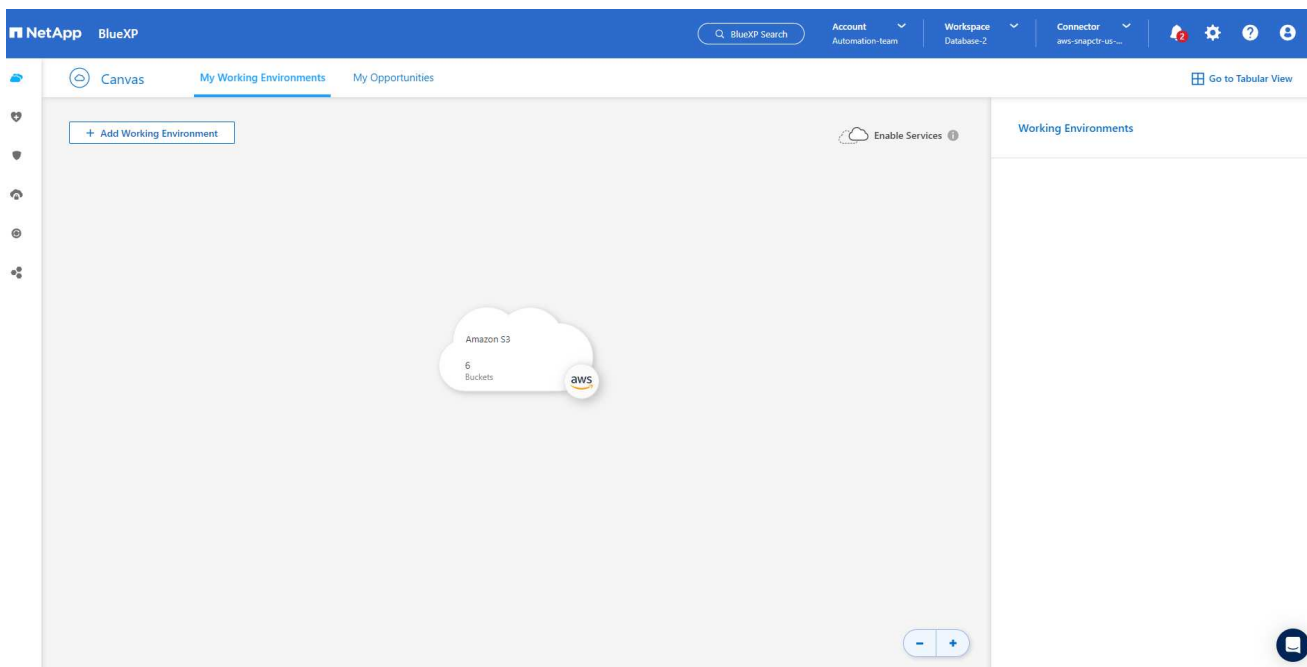 NetApp BlueXP
BlueXP Search
Account
Automation-team
Workspace
Database-2
Connector
aws-snapctr-us-...
2
Canvas
My Working Environments
My Opportunities
Go to Tabular View
+ Add Working Environment
Enable Services
Working Environments
Amazon S3
6
Buckets
aws
- +